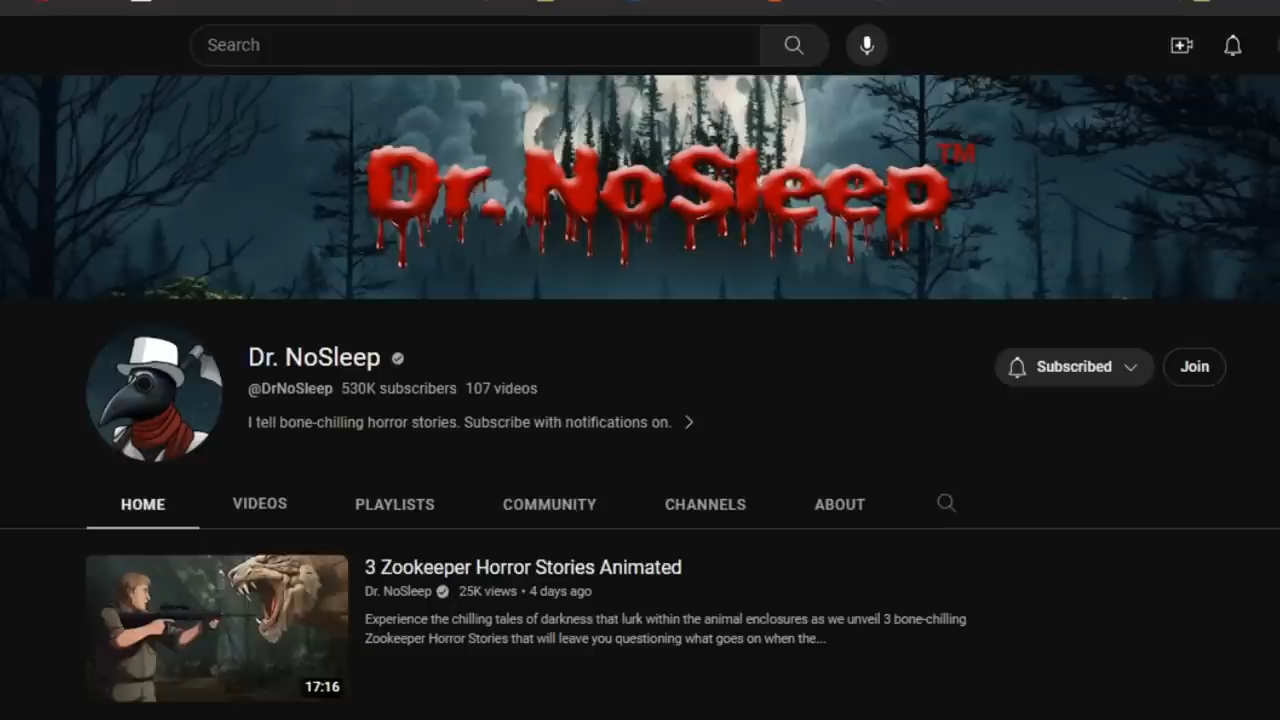 Search
Dr. NoSleep™
Dr. NoSleep
@DrNoSleep 530K subscribers 107 videos
I tell bone-chilling horror stories. Subscribe with notifications on.
Subscribed
Join
HOME VIDEOS PLAYLISTS COMMUNITY CHANNELS ABOUT
3 Zookeeper Horror Stories Animated
Dr. NoSleep 25K views • 4 days ago
Experience the chilling tales of darkness that lurk within the animal enclosures as we unveil 3 bone-chilling
Zookeeper Horror Stories that will leave you questioning what goes on when the...
17:16